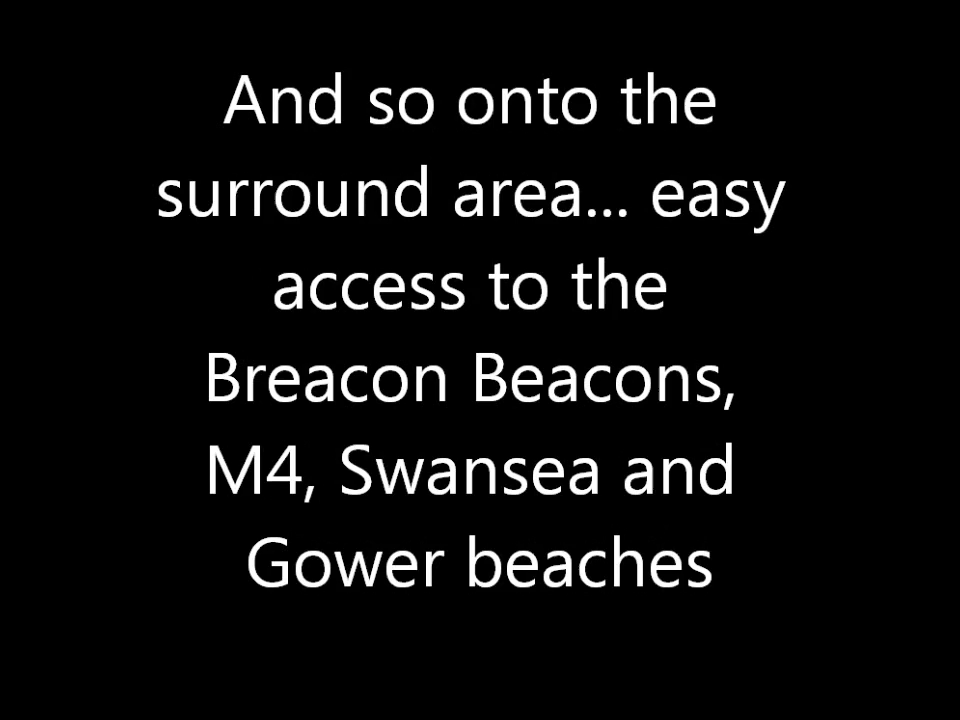 And so onto the
surround area... easy
access to the
Breacon Beacons,
M4, Swansea and
Gower beaches